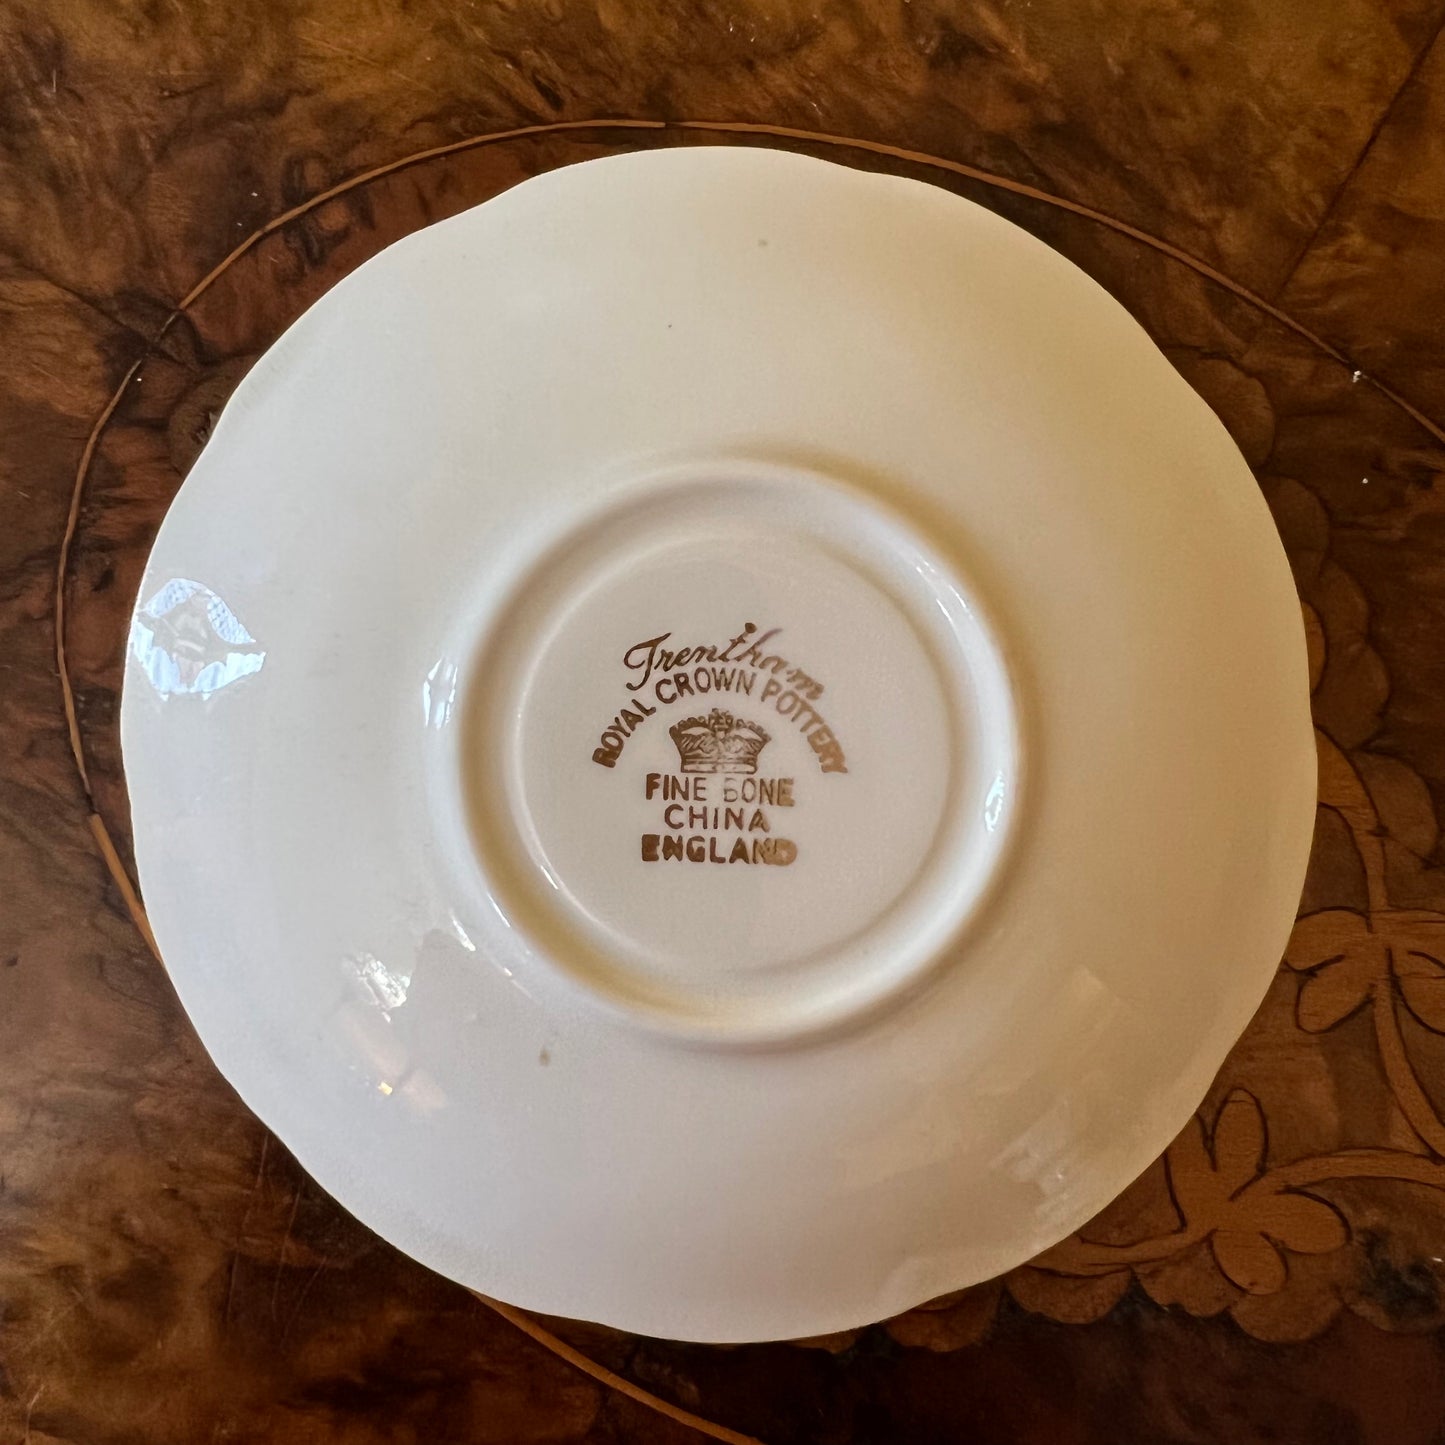 Trentham
ROYAL CROWN POTTERY
FINE BONE
CHINA
ENGLAND